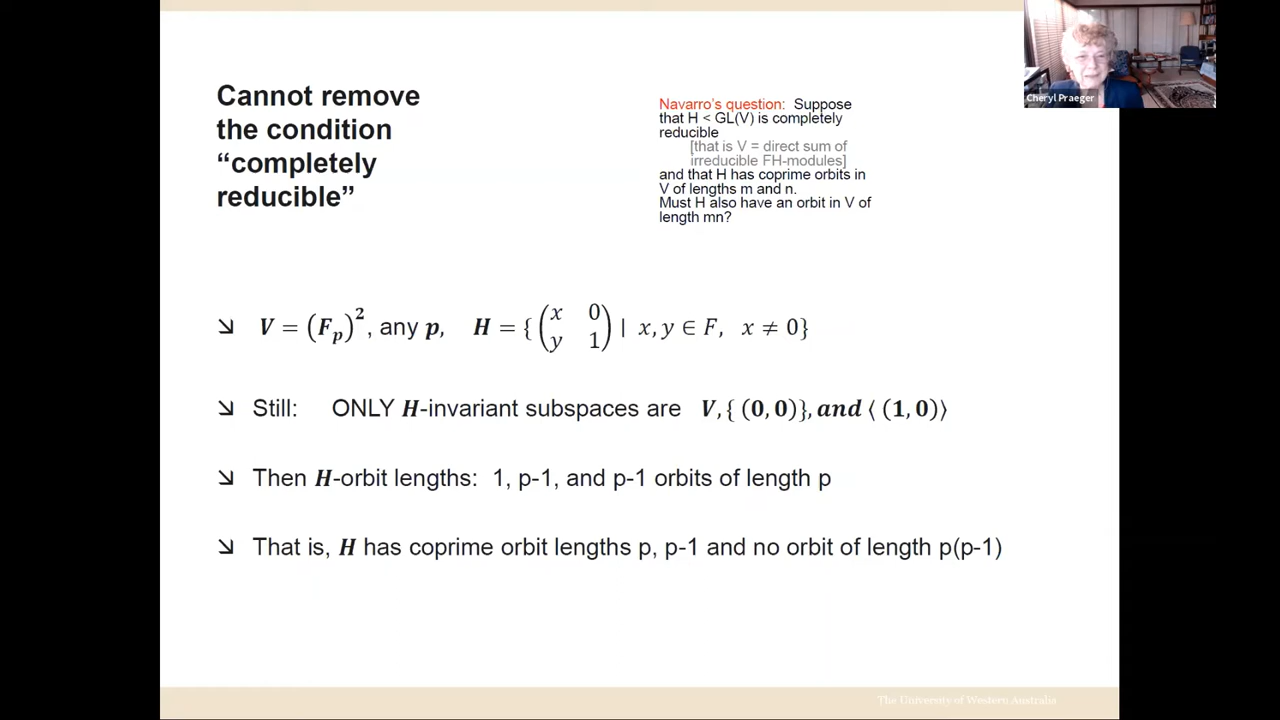 Cannot remove
the condition
“completely
reducible”
Navarro’s question: Suppose
that H < GL(V) is completely
reducible
[that is V = direct sum of
irreducible FH-modules]
and that H has coprime orbits in
V of lengths m and n.
Must H also have an orbit in V of
length mn?
Cheryl Praeger
↘ V = (F_p)^2, any p, H = { (x 0; y 1) | x, y ∈ F, x ≠ 0}
↘ Still: ONLY H-invariant subspaces are V, { (0, 0)}, and ⟨ (1, 0)⟩
↘ Then H-orbit lengths: 1, p-1, and p-1 orbits of length p
↘ That is, H has coprime orbit lengths p, p-1 and no orbit of length p(p-1)
The University of Western Australia